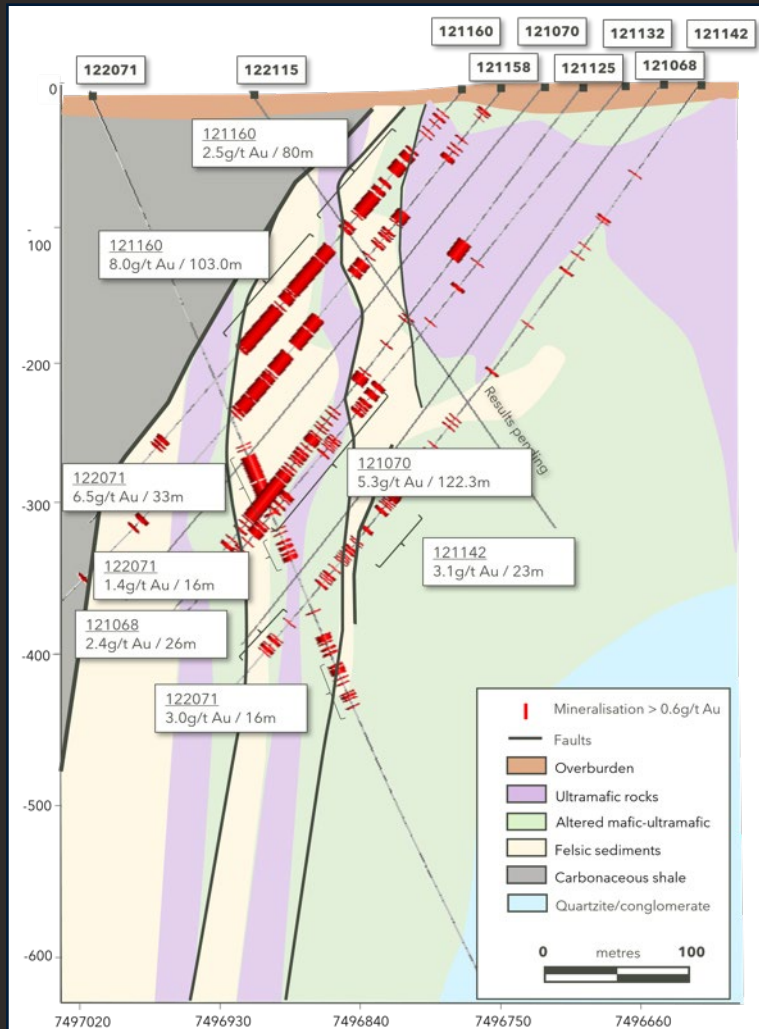 121160
121070
121132
121142
122071
122115
121158
121125
121068
0
100
-200
-300
-400
-500
-600
121160
2.5g/t Au / 80m
121160
8.0g/t Au / 103.0m
122071
6.5g/t Au / 33m
121070
5.3g/t Au / 122.3m
Results pending
122071
1.4g/t Au / 16m
121142
3.1g/t Au / 23m
121068
2.4g/t Au / 26m
122071
3.0g/t Au / 16m
Mineralisation > 0.6g/t Au
Faults
Overburden
Ultramafic rocks
Altered mafic-ultramafic
Felsic sediments
Carbonaceous shale
Quartzite/conglomerate
0 metres 100
7497020 7496930 7496840 7496750 7496660